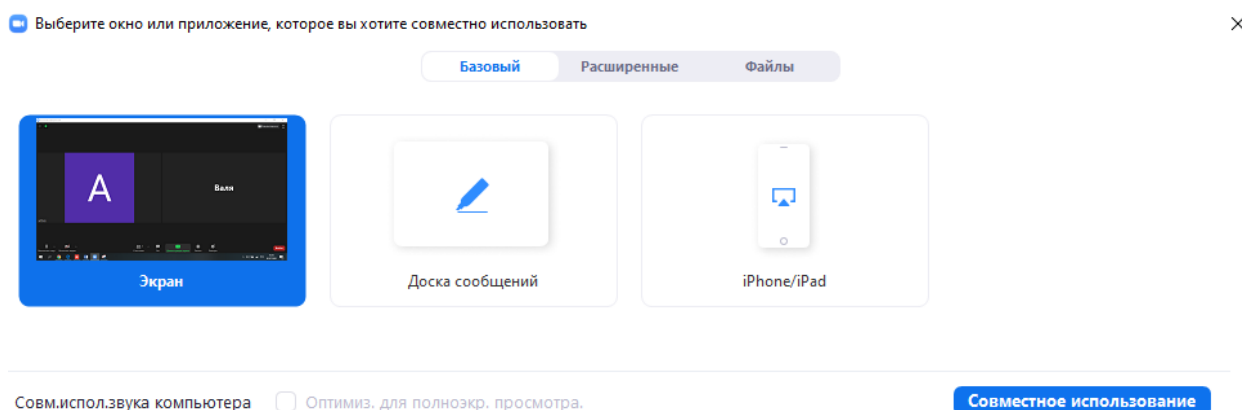 Выберите окно или приложение, которое вы хотите совместно использовать
Базовый Расширенные Файлы
A
Валя
Экран
Доска сообщений
iPhone/iPad
Совм.испол.звука компьютера Оптимиз. для полноэкр. просмотра.
Совместное использование